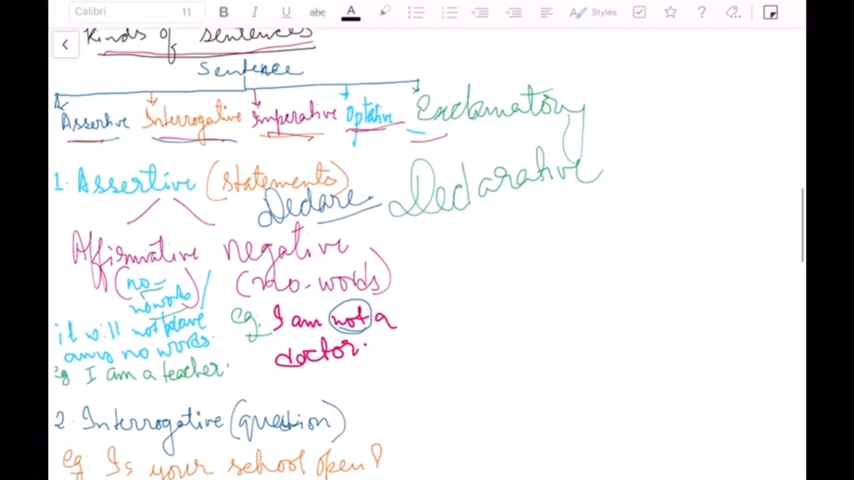 Calibri 11 B I U abc A Styles
Kinds of sentences
Sentence
Assertive Interrogative Imperative Optative Exclamatory
1. Assertive (statements)
Declare Declarative
Affirmative negative
(no- (no-words)
no words)
it will not have
any no words.
eg I am a teacher.
eg. I am not a
doctor.
2. Interrogative (question)
eg. Is your school open?